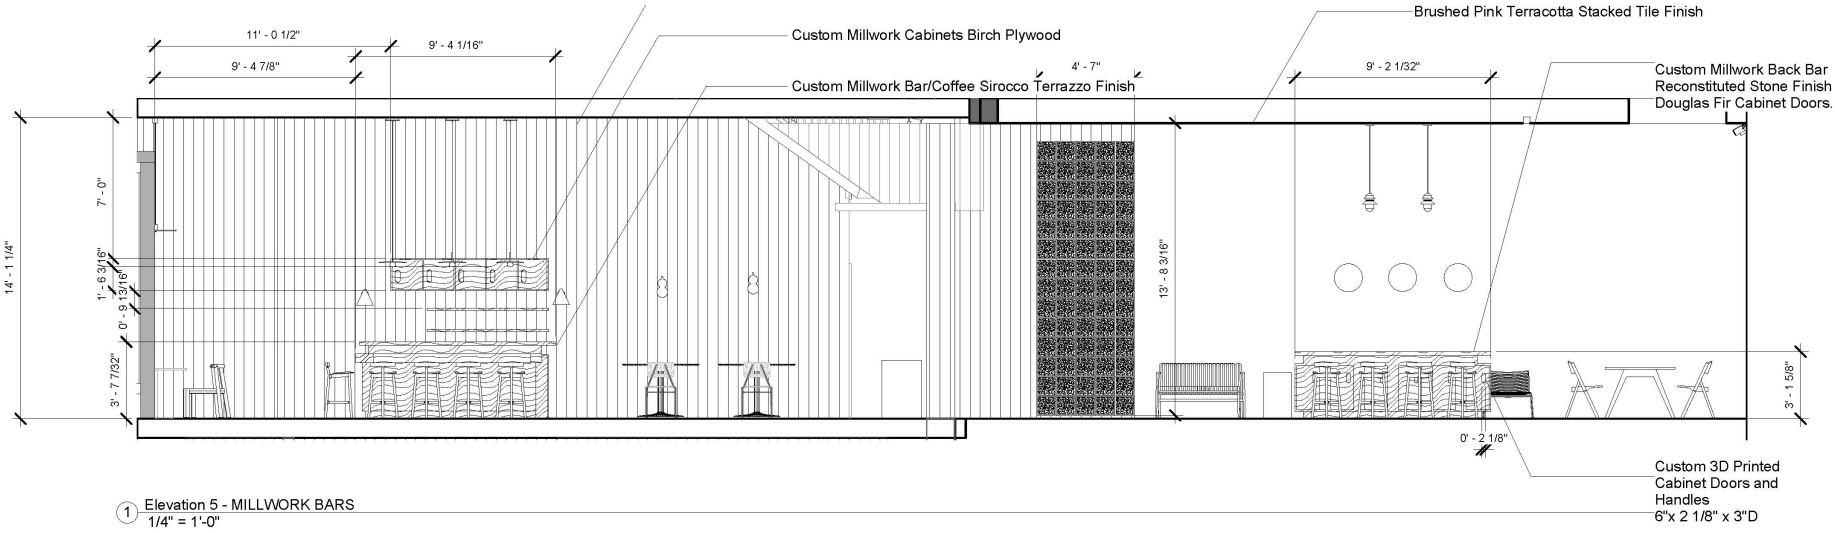 Brushed Pink Terracotta Stacked Tile Finish
11' - 0 1/2"
9' - 4 1/16"
Custom Millwork Cabinets Birch Plywood
9' - 4 7/8"
4' - 7"
9' - 2 1/32"
Custom Millwork Back Bar
Reconstituted Stone Finish
Douglas Fir Cabinet Doors.
Custom Millwork Bar/Coffee Sirocco Terrazzo Finish
7' - 0"
14' - 1 1/4"
1' - 6 3/16"
0' - 9 13/16"
3' - 7 7/32"
13' - 8 3/16"
3' - 1 5/8"
0' - 2 1/8"
Custom 3D Printed
Cabinet Doors and
Handles
6"x 2 1/8" x 3"D
1
Elevation 5 - MILLWORK BARS
1/4" = 1'-0"